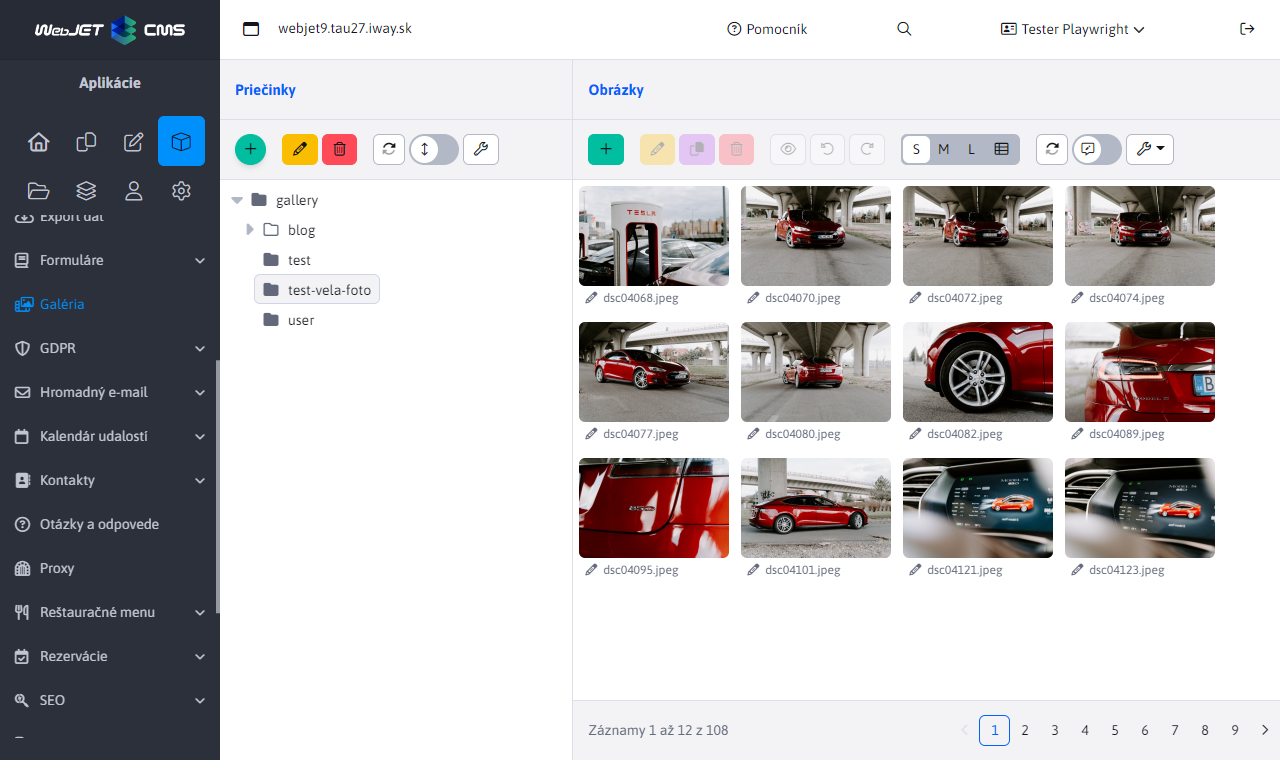 WebJET CMS
webjet9.tau27.iway.sk
Pomocník
Tester Playwright
Aplikácie
Export dát
Formuláre
Galéria
GDPR
Hromadný e-mail
Kalendár udalostí
Kontakty
Otázky a odpovede
Proxy
Reštauračné menu
Rezervácie
SEO
Priečinky
gallery
blog
test
test-vela-foto
user
Obrázky
S M L
TESLA
dsc04068.jpeg
dsc04070.jpeg
dsc04072.jpeg
dsc04074.jpeg
dsc04077.jpeg
dsc04080.jpeg
dsc04082.jpeg
dsc04089.jpeg
dsc04095.jpeg
dsc04101.jpeg
dsc04121.jpeg
dsc04123.jpeg
Záznamy 1 až 12 z 108
1 2 3 4 5 6 7 8 9